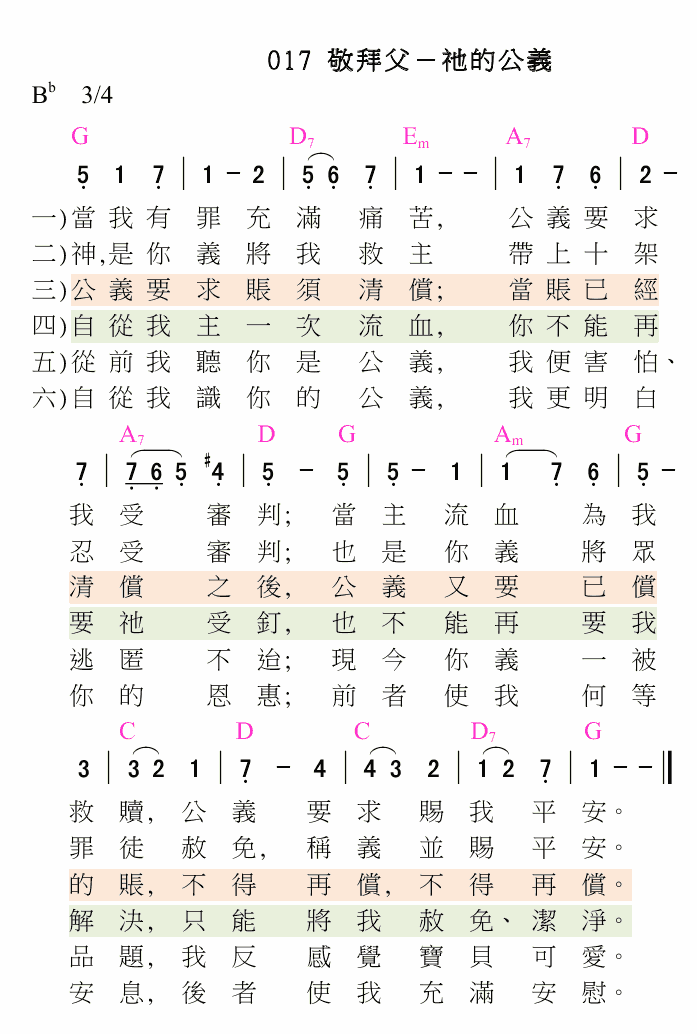 017 敬拜父－祂的公義
Bb 3/4
G D7 Em A7 D
5 1 7 | 1 - 2 | 5 6 7 | 1 - - | 1 7 6 | 2 -
一)當我有罪充滿痛苦, 公義要求
二)神,是你義將我救主 帶上十架
三)公義要求賬須清償; 當賬已經
四)自從我主一次流血, 你不能再
五)從前我聽你是公義, 我便害怕、
六)自從我識你的公義, 我更明白
A7 D G Am G
7 | 7 6 5 #4 | 5 - 5 | 5 - 1 | 1 7 6 | 5 -
我受審判; 當主流血為我
忍受審判; 也是你義將眾
清償之後, 公義又要已償
要祂受釘, 也不能再要我
逃匿不迨; 現今你義一被
你的恩惠; 前者使我何等
C D C D7 G
3 | 3 2 1 | 7 - 4 | 4 3 2 | 1 2 7 | 1 - - ‖
救贖, 公義要求賜我平安。
罪徒赦免, 稱義並賜平安。
的賬, 不得再償, 不得再償。
解決, 只能將我赦免、潔淨。
品題, 我反感覺寶貝可愛。
安息, 後者使我充滿安慰。